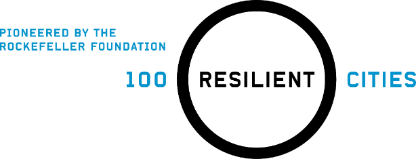 PIONEERED BY THE
ROCKEFELLER FOUNDATION
100 RESILIENT CITIES